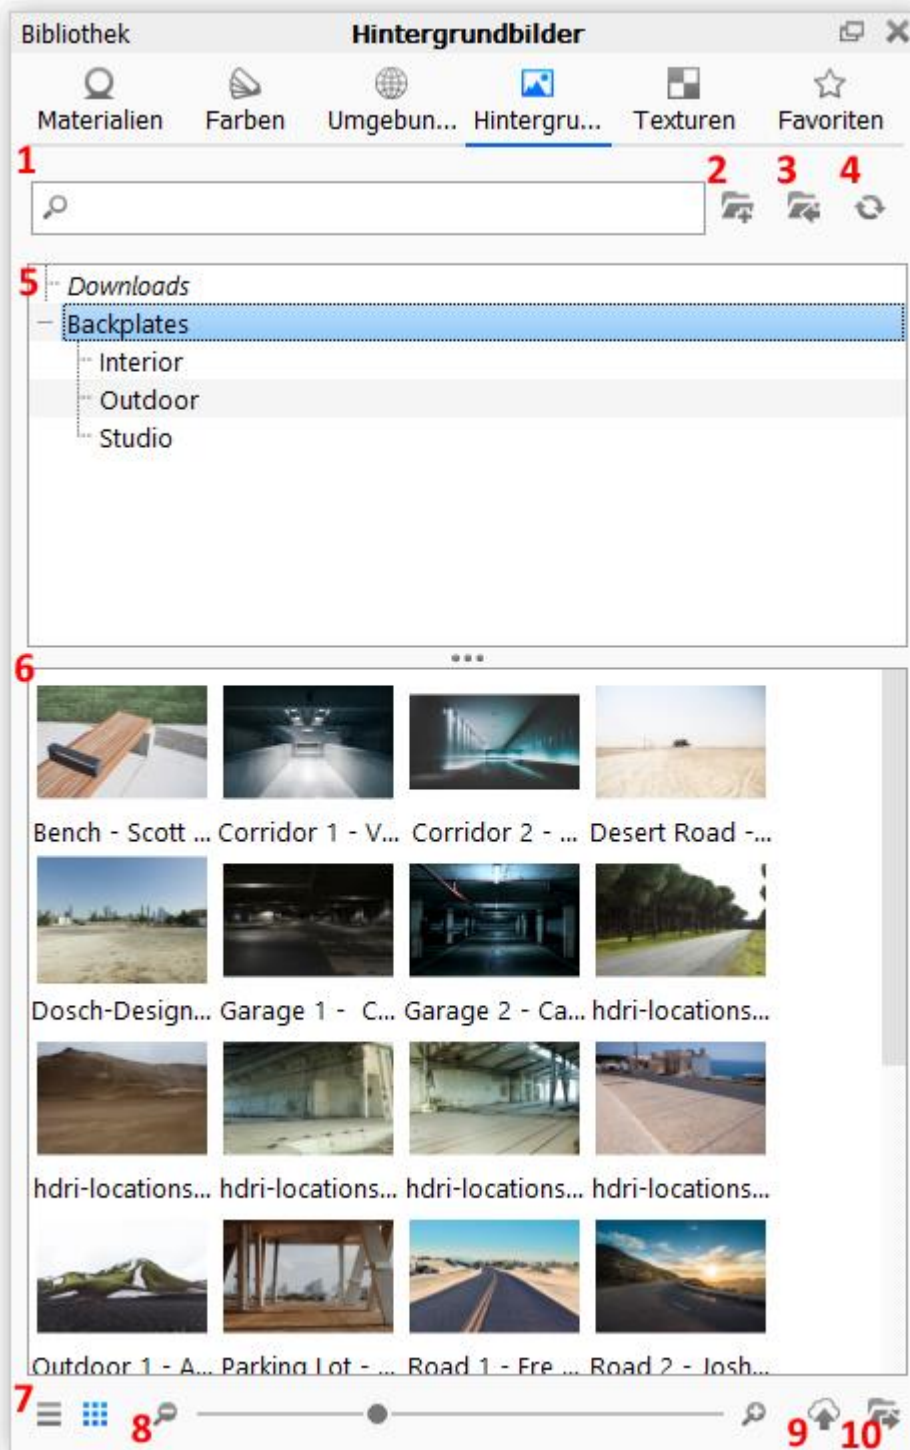 Bibliothek Hintergrundbilder
Materialien Farben Umgebun... Hintergru... Texturen Favoriten
1 2 3 4
5 Downloads
Backplates
Interior
Outdoor
Studio
6
Bench - Scott ... Corridor 1 - V... Corridor 2 - ... Desert Road -...
Dosch-Design... Garage 1 - C... Garage 2 - Ca... hdri-locations...
hdri-locations... hdri-locations... hdri-locations... hdri-locations...
Outdoor 1 - A... Parking Lot - ... Road 1 - Fre ... Road 2 - Josh...
7 8 9 10